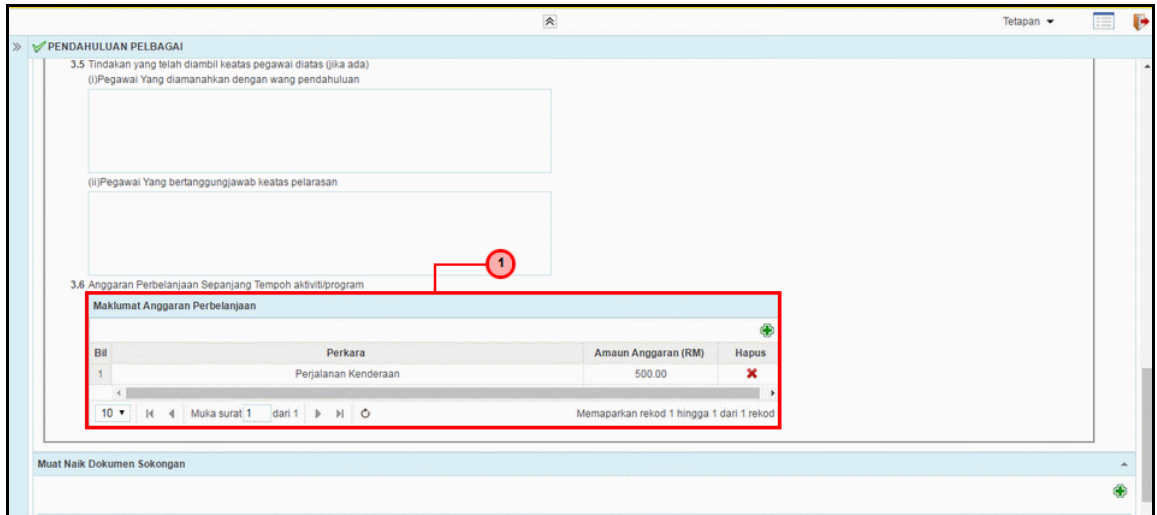 Tetapan
PENDAHULUAN PELBAGAI
3.5 Tindakan yang telah diambil keatas pegawai diatas (jika ada)
(i)Pegawai Yang diamanahkan dengan wang pendahuluan
(ii)Pegawai Yang bertanggungjawab keatas pelarasan
1
3.6 Anggaran Perbelanjaan Sepanjang Tempoh aktiviti/program
Maklumat Anggaran Perbelanjaan
Bil Perkara Amaun Anggaran (RM) Hapus
1 Perjalanan Kenderaan 500.00
10 Muka surat 1 dari 1 Memaparkan rekod 1 hingga 1 dari 1 rekod
Muat Naik Dokumen Sokongan